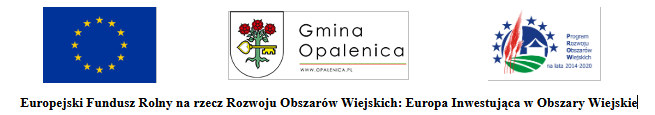 Gmina
Opalenica
WWW.OPALENICA.PL
Program
Rozwoju
Obszarów
Wiejskich
na lata 2014-2020
Europejski Fundusz Rolny na rzecz Rozwoju Obszarów Wiejskich: Europa Inwestująca w Obszary Wiejskie